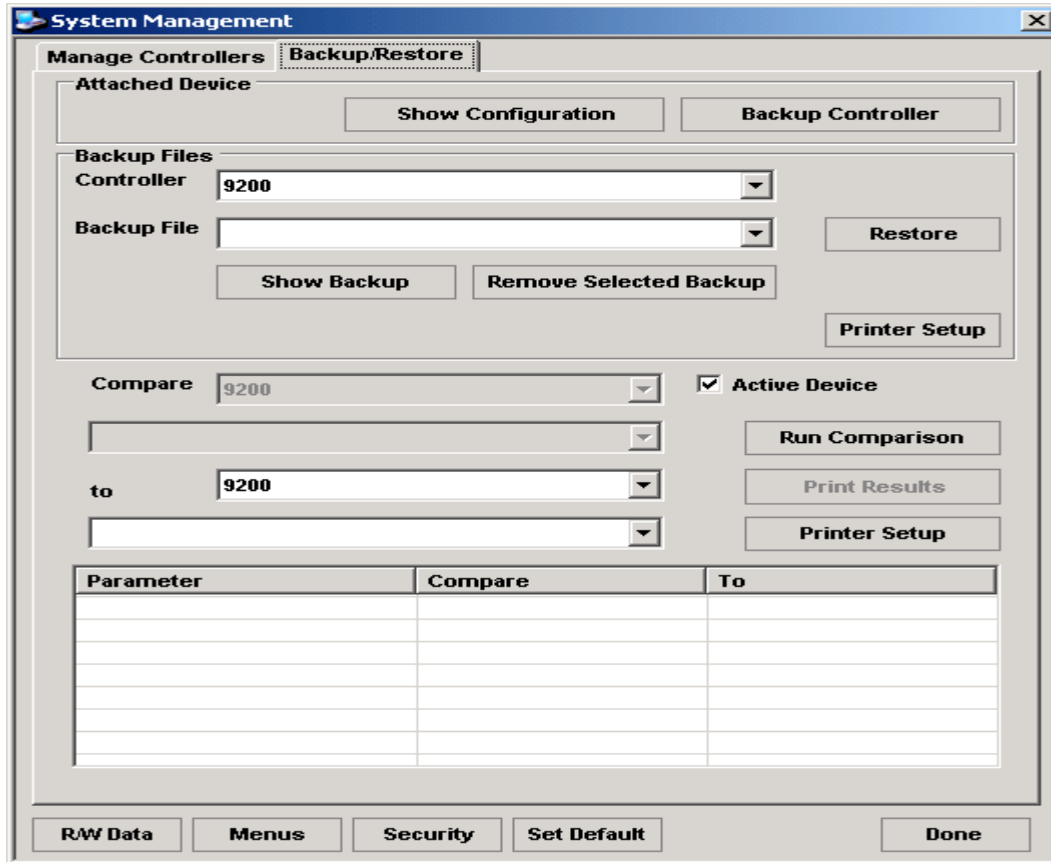 System Management
Manage Controllers Backup/Restore
Attached Device
Show Configuration Backup Controller
Backup Files
Controller 9200
Backup File Restore
Show Backup Remove Selected Backup
Printer Setup
Compare 9200 Active Device
Run Comparison
to 9200 Print Results
Printer Setup
Parameter Compare To
R/W Data Menus Security Set Default Done